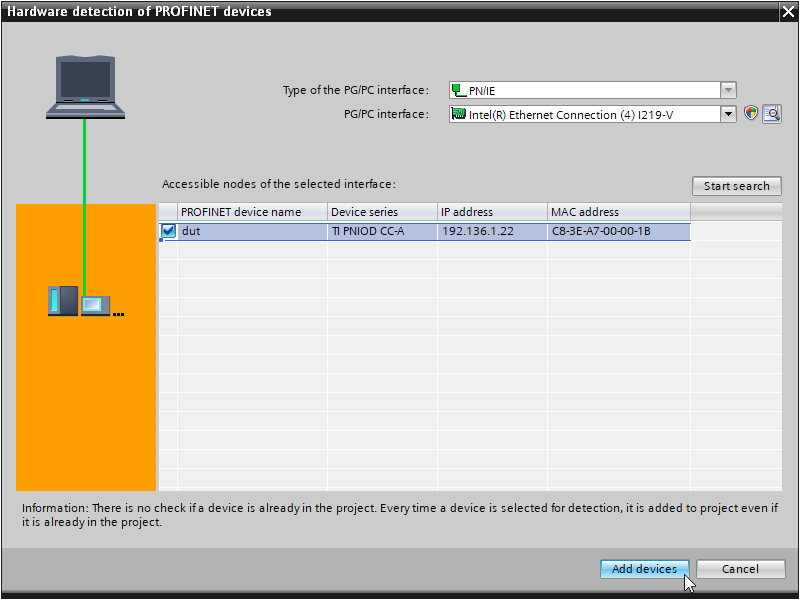 Hardware detection of PROFINET devices
Type of the PG/PC interface: PN/IE
PG/PC interface: Intel(R) Ethernet Connection (4) I219-V
Accessible nodes of the selected interface: Start search
PROFINET device name Device series IP address MAC address
dut TI PNIOD CC-A 192.136.1.22 C8-3E-A7-00-00-1B
Information: There is no check if a device is already in the project. Every time a device is selected for detection, it is added to project even if
it is already in the project.
Add devices Cancel